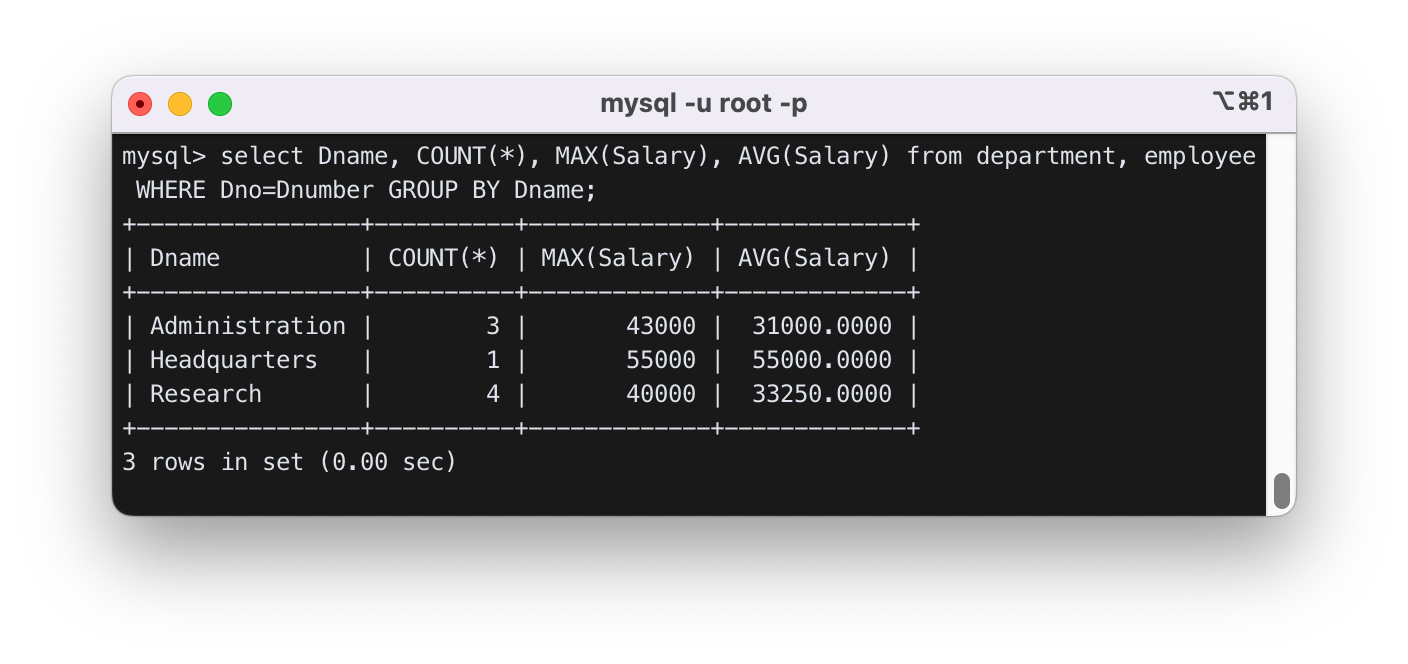 mysql -u root -p
⌥⌘1
mysql> select Dname, COUNT(*), MAX(Salary), AVG(Salary) from department, employee
 WHERE Dno=Dnumber GROUP BY Dname;
+----------------+----------+-------------+-------------+
| Dname          | COUNT(*) | MAX(Salary) | AVG(Salary) |
+----------------+----------+-------------+-------------+
| Administration |        3 |       43000 |  31000.0000 |
| Headquarters   |        1 |       55000 |  55000.0000 |
| Research       |        4 |       40000 |  33250.0000 |
+----------------+----------+-------------+-------------+
3 rows in set (0.00 sec)